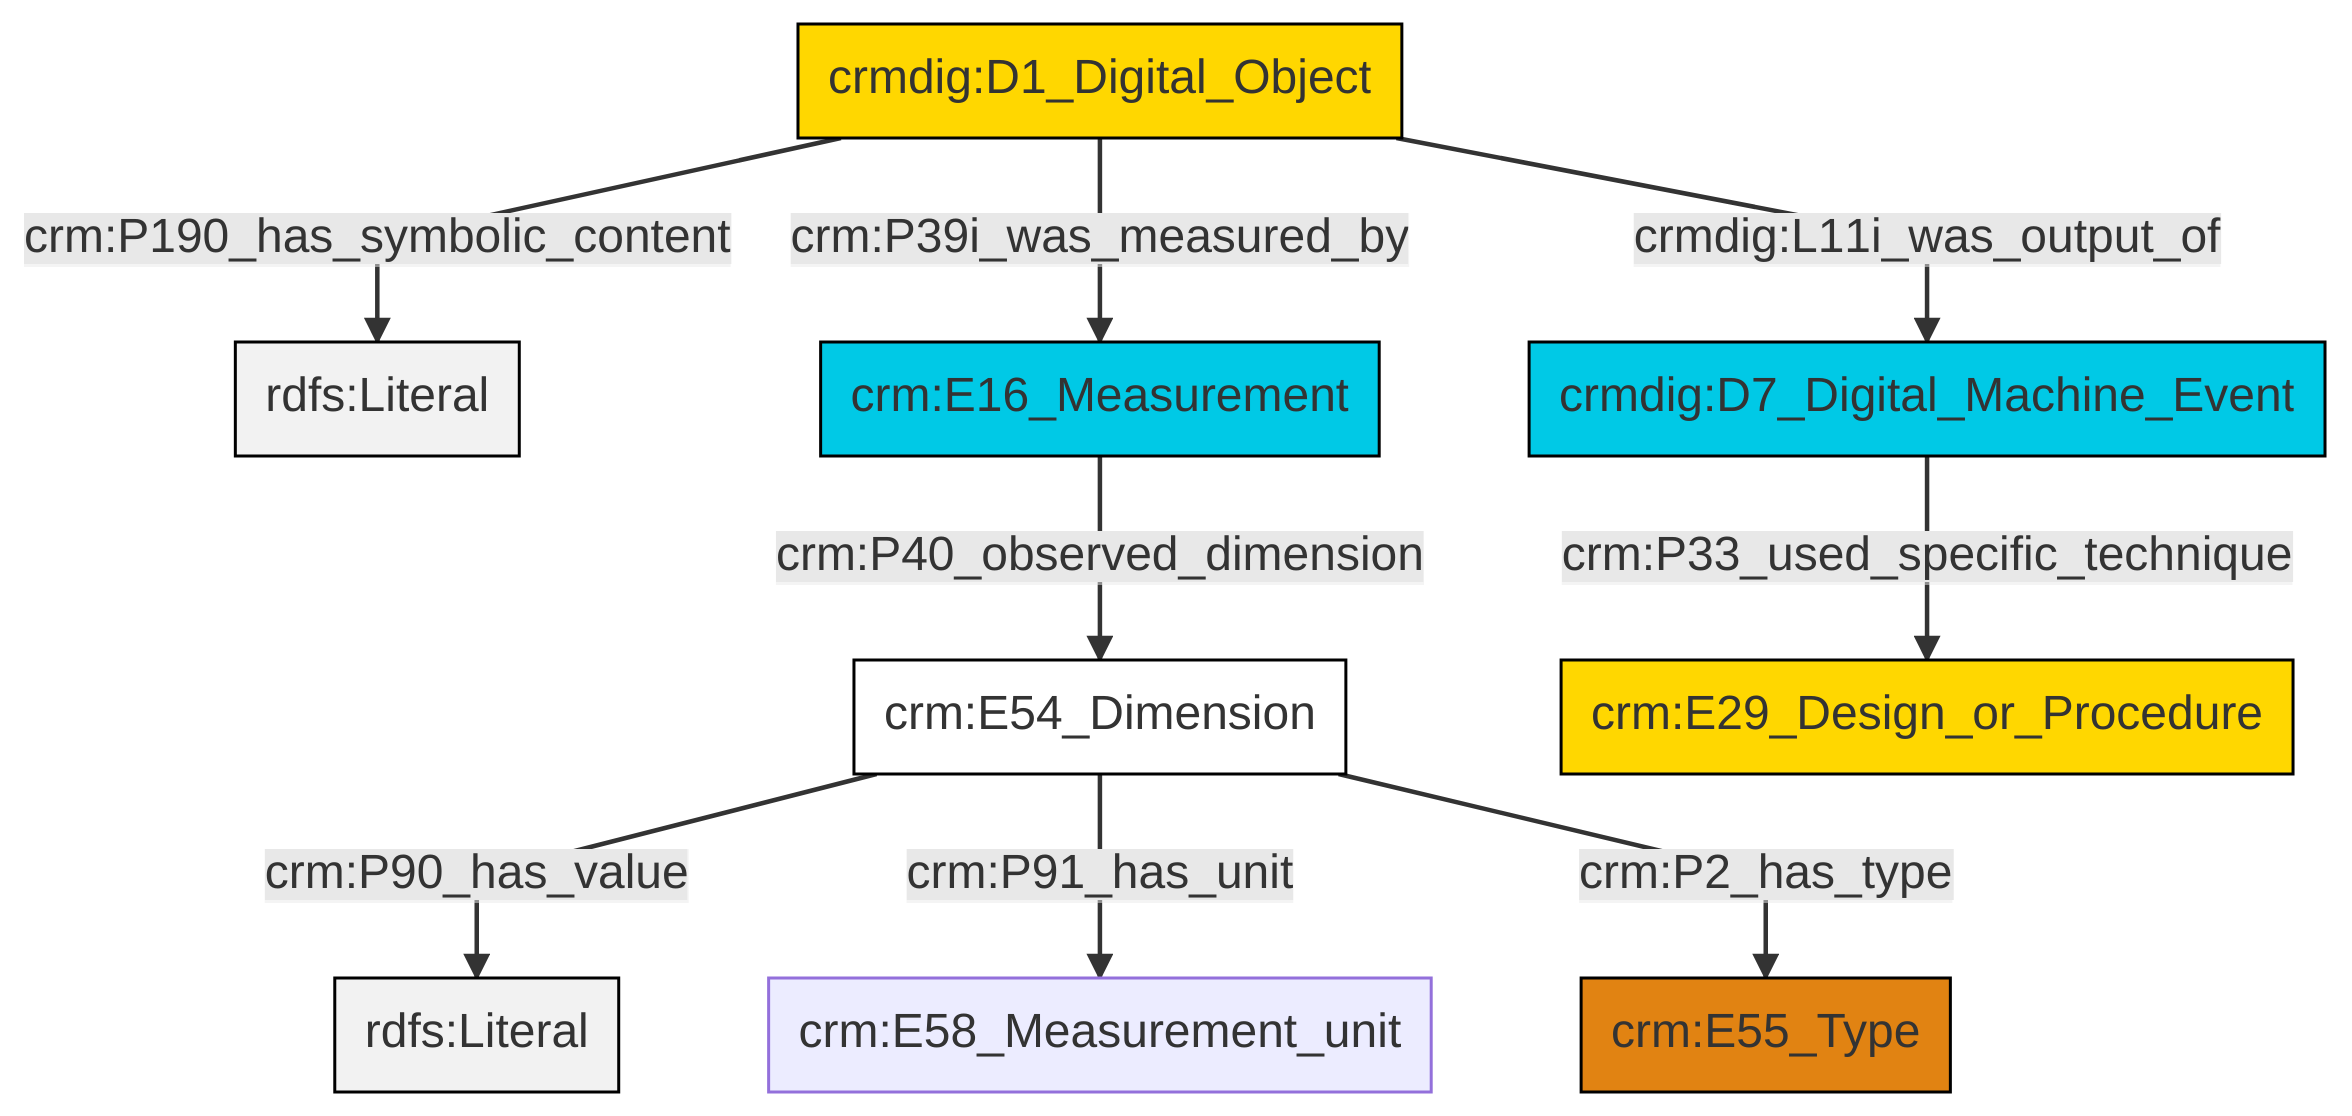 crmdig:D1_Digital_Object
crm:P190_has_symbolic_content
crm:P39i_was_measured_by
crmdig:L11i_was_output_of
rdfs:Literal
crm:E16_Measurement
crmdig:D7_Digital_Machine_Event
crm:P40_observed_dimension
crm:P33_used_specific_technique
crm:E54_Dimension
crm:E29_Design_or_Procedure
crm:P90_has_value
crm:P91_has_unit
crm:P2_has_type
rdfs:Literal
crm:E58_Measurement_unit
crm:E55_Type